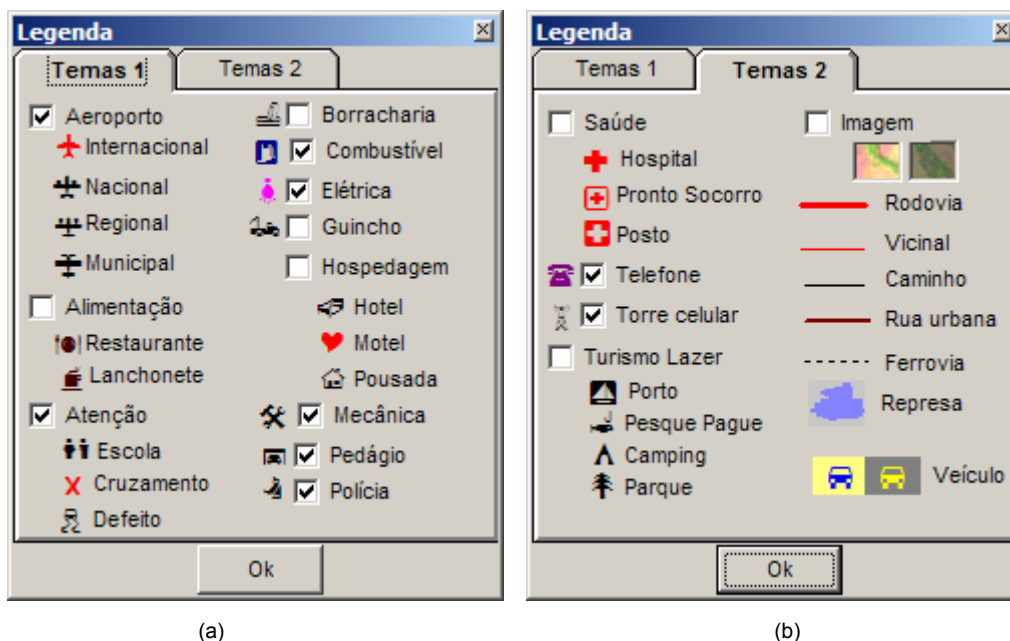 Legenda
Temas 1 Temas 2
Aeroporto
Internacional
Nacional
Regional
Municipal
Alimentação
Restaurante
Lanchonete
Atenção
Escola
Cruzamento
Defeito
Borracharia
Combustível
Elétrica
Guincho
Hospedagem
Hotel
Motel
Pousada
Mecânica
Pedágio
Polícia
Ok
(a)
Legenda
Temas 1 Temas 2
Saúde
Hospital
Pronto Socorro
Posto
Telefone
Torre celular
Turismo Lazer
Porto
Pesque Pague
Camping
Parque
Imagem
Rodovia
Vicinal
Caminho
Rua urbana
Ferrovia
Represa
Veículo
Ok
(b)